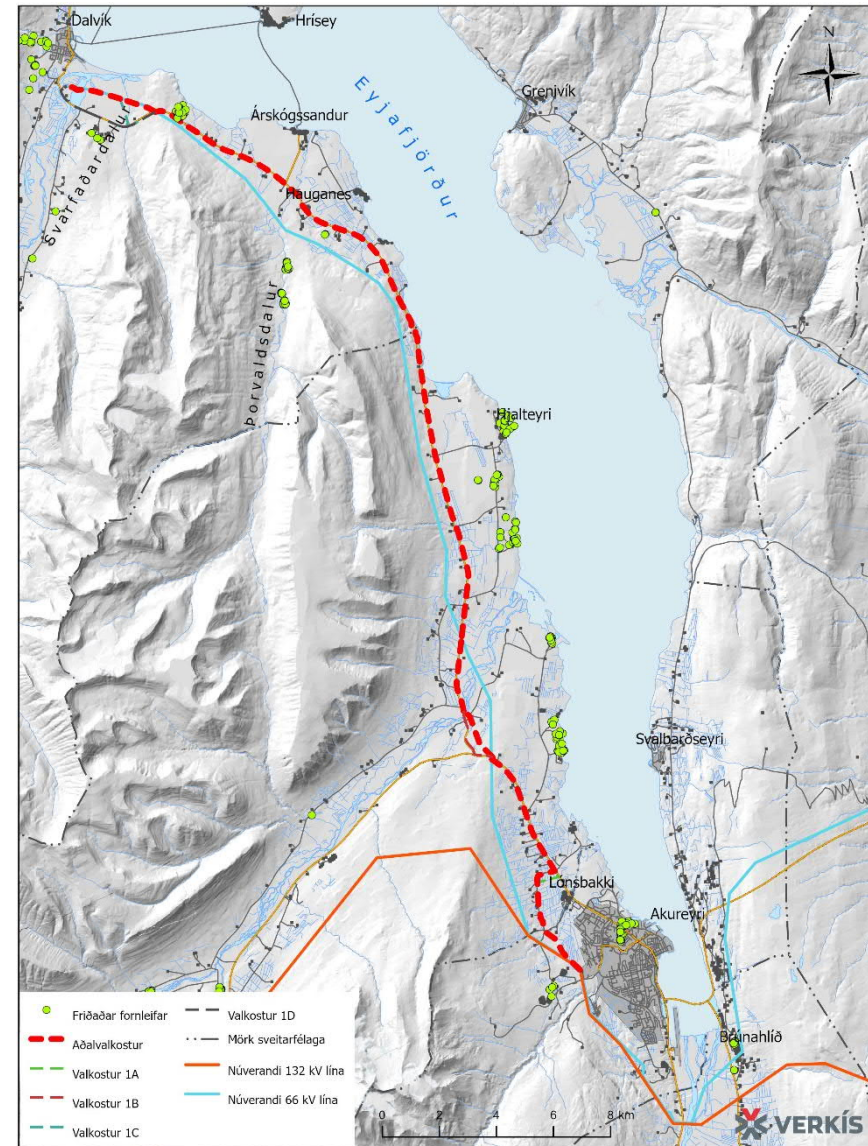 Dalvík
Hrísey
N
Eyjafjörður
Grenivík
Árskógssandur
Svarfaðardalur
Hauganes
Þorvaldsdalur
Hjalteyri
Svalbarðseyri
Lónsbakki
Akureyri
Brúnahlíð
Friðaðar fornleifar
Aðalvalkostur
Valkostur 1A
Valkostur 1B
Valkostur 1C
Valkostur 1D
Mörk sveitarfélaga
Núverandi 132 kV lína
Núverandi 66 kV lína
0 2 4 6 8 km
VERKÍS